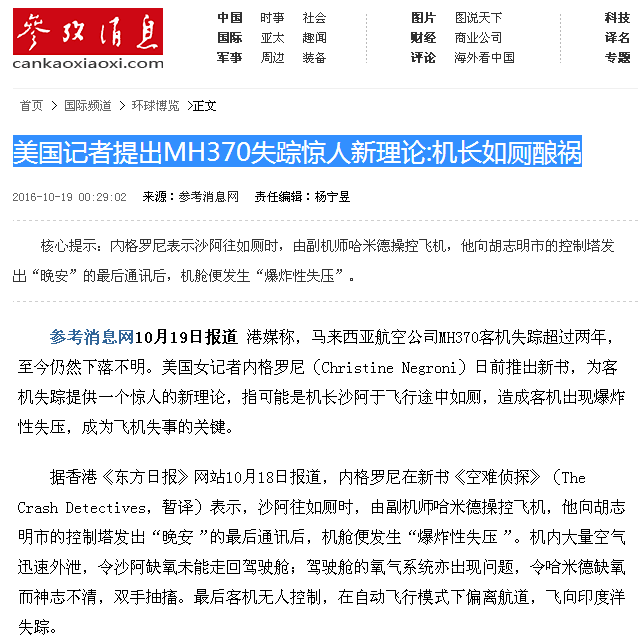 参考消息
cankaoxiaoxi.com
中国 时事 社会
国际 亚太 趣闻
军事 周边 装备
图片 图说天下
财经 商业公司
评论 海外看中国
科技
译名
专题
首页 > 国际频道 > 环球博览 >正文
美国记者提出MH370失踪惊人新理论:机长如厕酿祸
2016-10-19 00:29:02 来源：参考消息网 责任编辑：杨宁昱
核心提示：内格罗尼表示沙阿往如厕时，由副机师哈米德操控飞机，他向胡志明市的控制塔发
出“晚安”的最后通讯后，机舱便发生“爆炸性失压”。
参考消息网10月19日报道 港媒称，马来西亚航空公司MH370客机失踪超过两年，
至今仍然下落不明。美国女记者内格罗尼（Christine Negroni）日前推出新书，为客
机失踪提供一个惊人的新理论，指可能是机长沙阿于飞行途中如厕，造成客机出现爆炸
性失压，成为飞机失事的关键。
据香港《东方日报》网站10月18日报道，内格罗尼在新书《空难侦探》（The
Crash Detectives，暂译）表示，沙阿往如厕时，由副机师哈米德操控飞机，他向胡志
明市的控制塔发出“晚安 ”的最后通讯后，机舱便发生“爆炸性失压 ”。机内大量空气
迅速外泄，令沙阿缺氧未能走回驾驶舱；驾驶舱的氧气系统亦出现问题，令哈米德缺氧
而神志不清，双手抽搐。最后客机无人控制，在自动飞行模式下偏离航道，飞向印度洋
失踪。